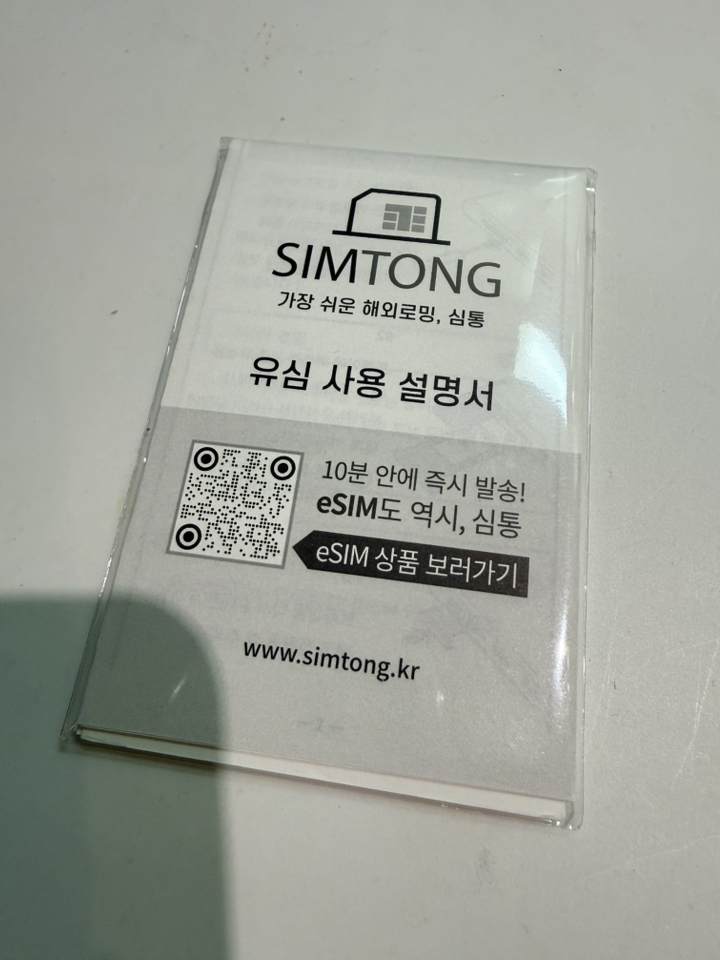 SIMTONG
가장 쉬운 해외로밍, 심통
유심 사용 설명서
10분 안에 즉시 발송!
eSIM도 역시, 심통
eSIM 상품 보러가기
www.simtong.kr